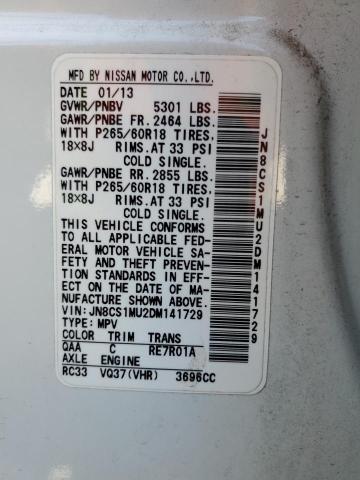 MFD BY NISSAN MOTOR CO.,LTD.
DATE 01/13
GVWR/PNBV 5301 LBS.
GAWR/PNBE FR. 2464 LBS.
WITH P265/60R18 TIRES,
18X8J RIMS.AT 33 PSI
COLD SINGLE.
GAWR/PNBE RR. 2855 LBS.
WITH P265/60R18 TIRES,
18X8J RIMS.AT 33 PSI
COLD SINGLE.
THIS VEHICLE CONFORMS
TO ALL APPLICABLE FED-
ERAL MOTOR VEHICLE SA-
FETY AND THEFT PREVEN-
TION STANDARDS IN EFF-
ECT ON THE DATE OF MA-
NUFACTURE SHOWN ABOVE.
VIN:JN8CS1MU2DM141729
TYPE: MPV
COLOR TRIM TRANS
QAA C RE7R01A
AXLE ENGINE
RC33 VQ37(VHR) 3696CC
JN8CS1MU2DM141729